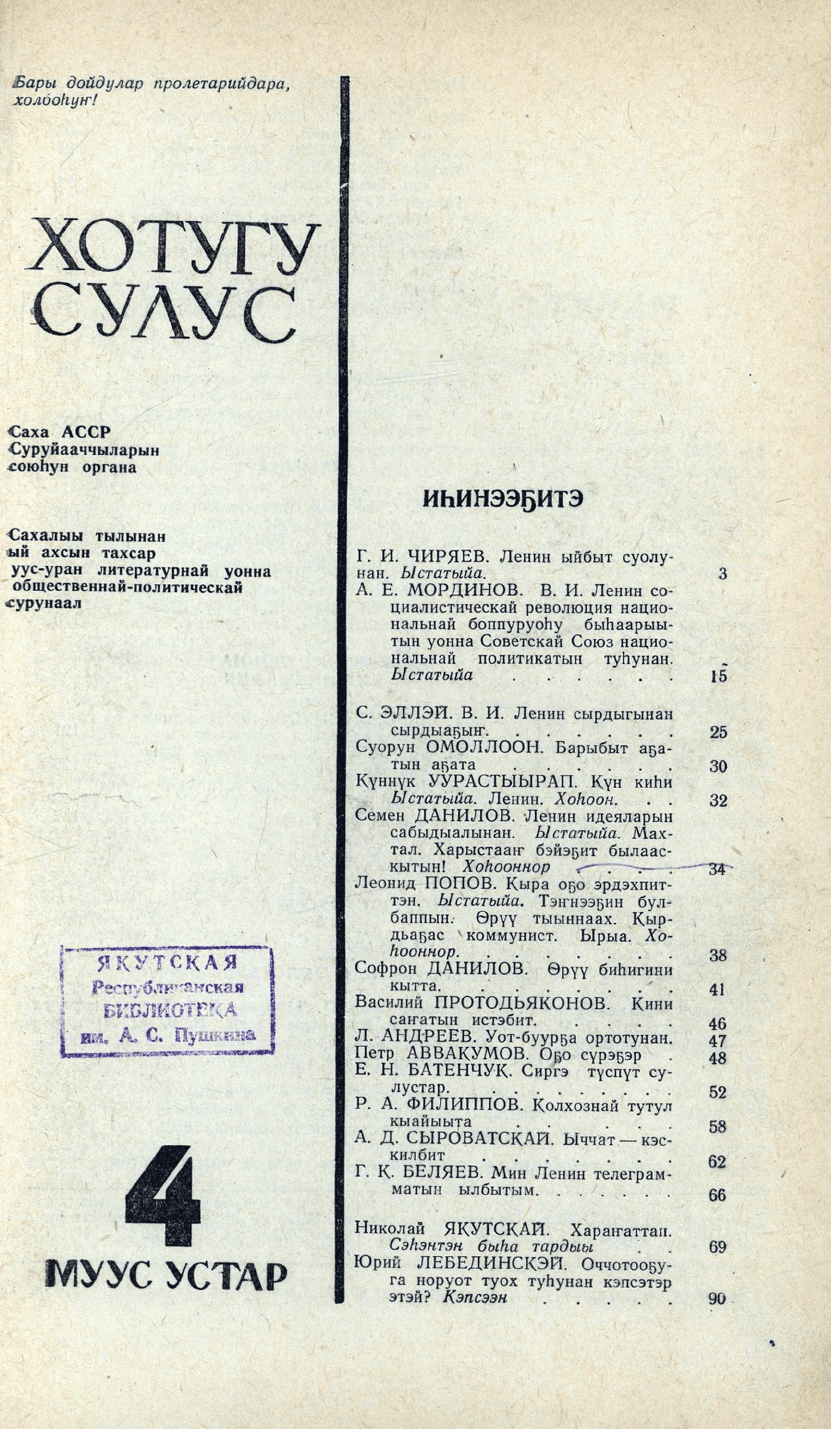 Бары дойдулар пролетарийдара,
холбоһуҥ!
ХОТУГУ
СУЛУС
Саха АССР
Суруйааччыларын
союһун органа
Сахалыы тылынан
ый ахсын тахсар
уус-уран литературнай уонна
общественнай-политическай
сурунаал
ЯКУТСКАЯ
Республиканская
БИБЛИОТЕКА
им. А. С. Пушкина
4
МУУС УСТАР
ИҺИНЭЭҔИТЭ
Г. И. ЧИРЯЕВ. Ленин ыйбыт суолу-
нан. Ыстатыйа. 3
А. Е. МОРДИНОВ. В. И. Ленин со-
циалистическай революция нацио-
нальнай боппуруоһу быһаарыы-
тын уонна Советскай Союз нацио-
нальнай политикатын туһунан.
Ыстатыйа . . . . . . 15
С. ЭЛЛЭЙ. В. И. Ленин сырдыгынан
сырдыаҕыҥ. . . . . . . 25
Суорун ОМОЛЛООН. Барыбыт аҕа-
тын аҕата . . . . . . 30
Күннүк УУРАСТЫЫРАП. Күн киһи
Ыстатыйа. Ленин. Хоһоон. . . 32
Семен ДАНИЛОВ. Ленин идеяларын
сабыдыалынан. Ыстатыйа. Мах-
тал. Харыстааҥ бэйэҕит былаас-
кытын! Хоһооннор . . . . 34
Леонид ПОПОВ. Кыра оҕо эрдэхпит-
тэн. Ыстатыйа. Тэҥнээҕин бул-
баппын. Өрүү тыыннаах. Кыр-
дьаҕас коммунист. Ырыа. Хо-
һооннор. . . . . . . . 38
Софрон ДАНИЛОВ. Өрүү биһигини
кытта. . . . . . . . 41
Василий ПРОТОДЬЯКОНОВ. Кини
саҥатын истэбит. . . . . 46
Л. АНДРЕЕВ. Уот-буурҕа ортотунан. 47
Петр АВВАКУМОВ. Оҕо сүрэҕэр . 48
Е. Н. БАТЕНЧУК. Сиргэ түспүт су-
лустар. . . . . . . . 52
Р. А. ФИЛИППОВ. Колхознай тутул
кыайыыта . . . . . 58
А. Д. СЫРОВАТСКАЙ. Ыччат — кэс-
килбит . . . . . . . 62
Г. К. БЕЛЯЕВ. Мин Ленин телеграм-
матын ылбытым. . . . . . 66
Николай ЯКУТСКАЙ. Хараҥаттан.
Сэһэнтэн быһа тардыы . . 69
Юрий ЛЕБЕДИНСКЭЙ. Оччотооҕу-
га норуот туох туһунан кэпсэтэр
этэй? Кэпсээн . . . . . 90